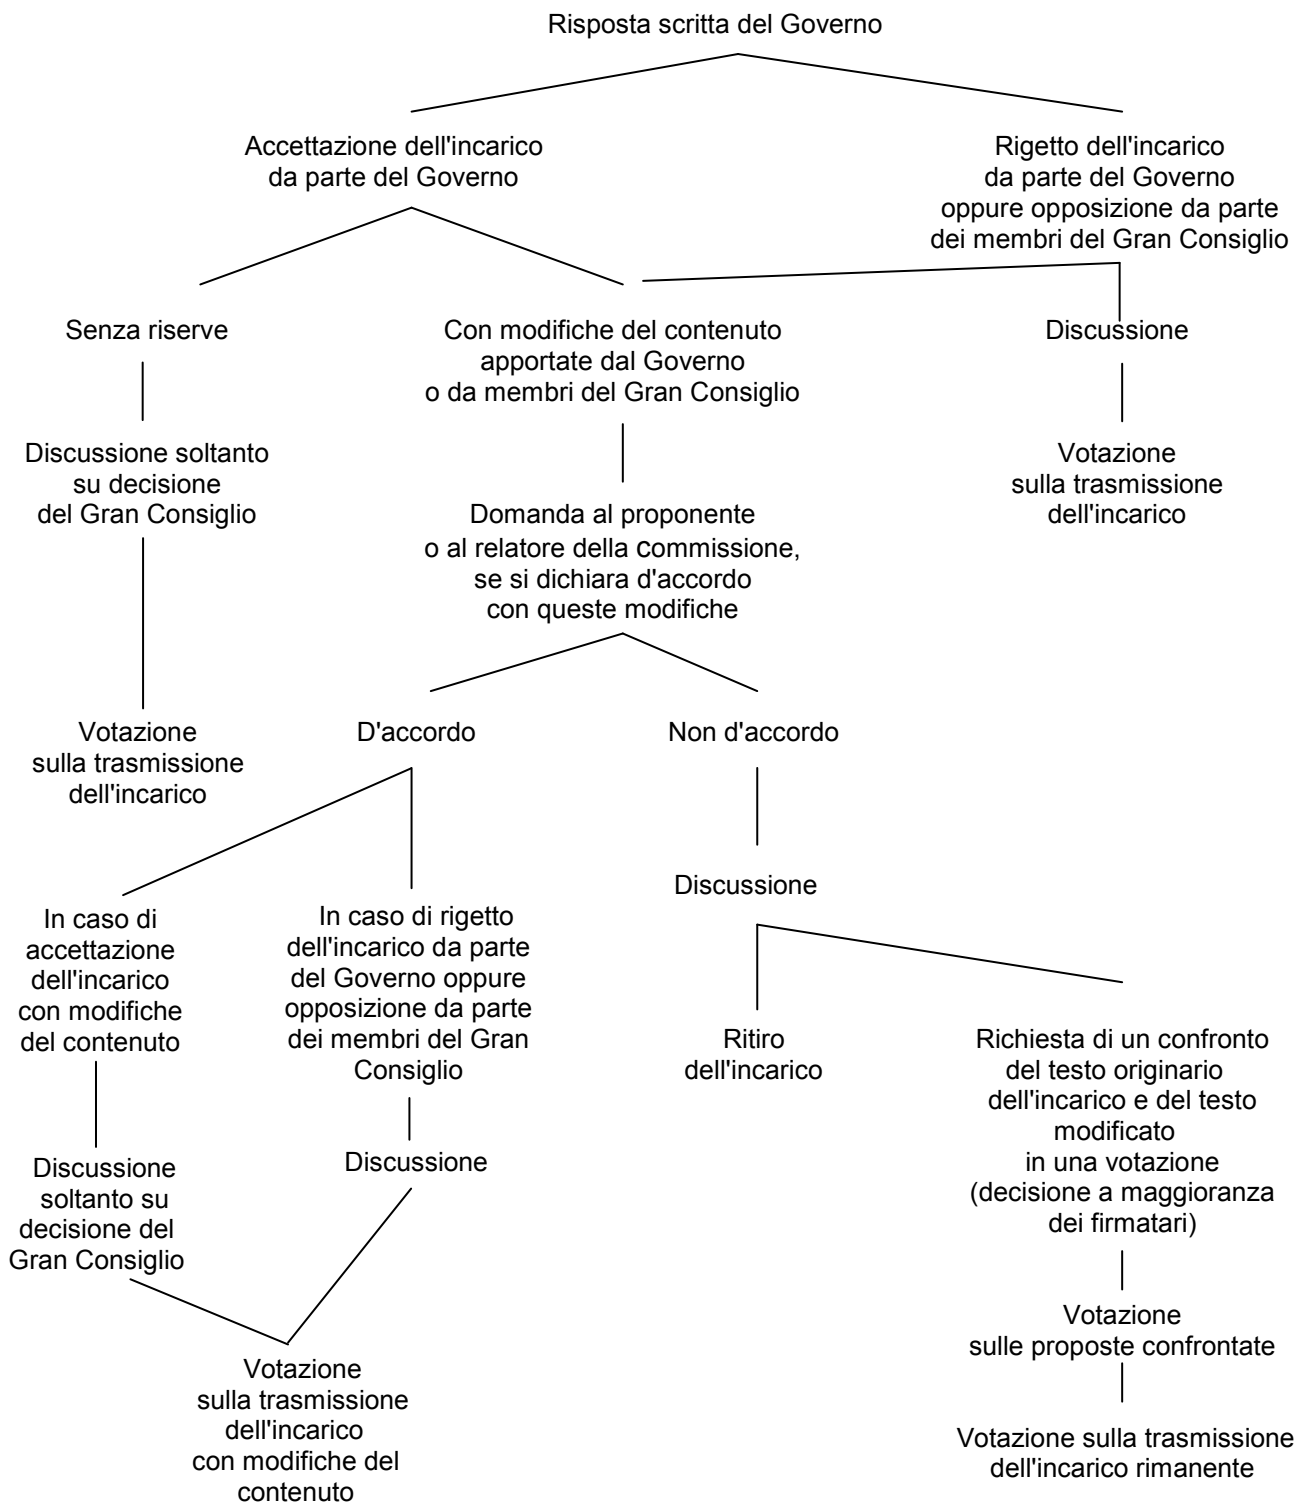 Risposta scritta del Governo
Accettazione dell'incarico
da parte del Governo
Rigetto dell'incarico
da parte del Governo
oppure opposizione da parte
dei membri del Gran Consiglio
Senza riserve
Con modifiche del contenuto
apportate dal Governo
o da membri del Gran Consiglio
Discussione
Discussione soltanto
su decisione
del Gran Consiglio
Domanda al proponente
o al relatore della commissione,
se si dichiara d'accordo
con queste modifiche
Votazione
sulla trasmissione
dell'incarico
Votazione
sulla trasmissione
dell'incarico
D'accordo
Non d'accordo
In caso di
accettazione
dell'incarico
con modifiche
del contenuto
In caso di rigetto
dell'incarico da parte
del Governo oppure
opposizione da parte
dei membri del Gran
Consiglio
Discussione
Ritiro
dell'incarico
Richiesta di un confronto
del testo originario
dell'incarico e del testo
modificato
in una votazione
(decisione a maggioranza
dei firmatari)
Discussione
soltanto su
decisione del
Gran Consiglio
Discussione
Votazione
sulle proposte confrontate
Votazione
sulla trasmissione
dell'incarico
con modifiche del
contenuto
Votazione sulla trasmissione
dell'incarico rimanente